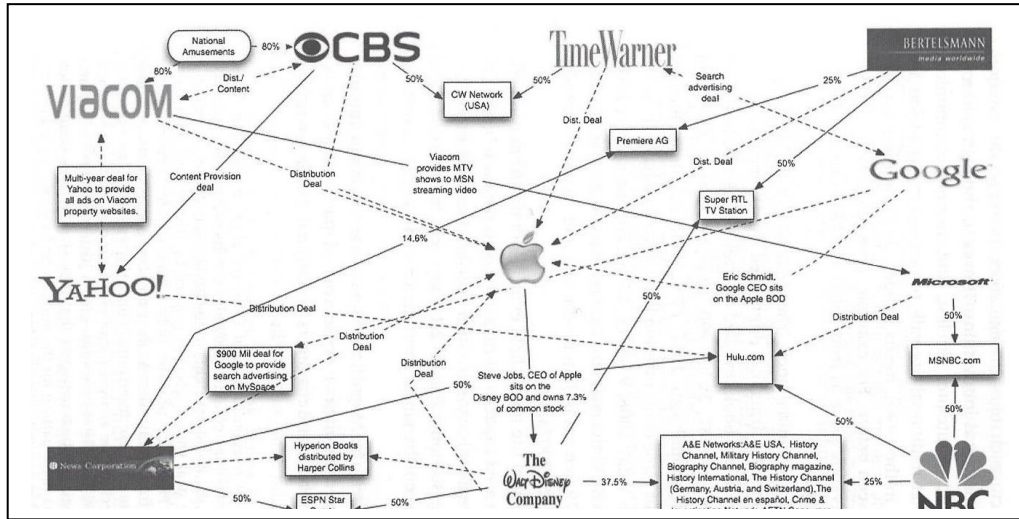 National
Amusements
80%
80%
CBS
TimeWarner
BERTELSMANN
media worldwide
VIACOM
Dist./
Content
50%
CW Network
(USA)
50%
Search
advertising
deal
25%
Dist. Deal
Premiere AG
Multi-year deal for
Yahoo to provide
all ads on Viacom
property websites.
Content Provision
deal
Distribution
Deal
Viacom
provides MTV
shows to MSN
streaming video
Dist. Deal
50%
Google
Super RTL
TV Station
14.6%
YAHOO!
Distribution Deal
50%
Eric Schmidt,
Google CEO sits
on the Apple BOD
Microsoft
$900 Mil deal for
Google to provide
search advertising
on MySpace
Distribution
Deal
Distribution
Deal
Distribution Deal
50%
Hulu.com
MSNBC.com
50%
Steve Jobs, CEO of Apple
sits on the
Disney BOD and owns 7.3%
of common stock
50%
50%
News Corporation
Hyperion Books
distributed by
Harper Collins
The
Walt Disney
Company
37.5%
A&E Networks:A&E USA, History
Channel, Military History Channel,
Biography Channel, Biography magazine,
History International, The History Channel
(Germany, Austria, and Switzerland),The
History Channel en español, Crime &
25%
NBC
50%
ESPN Star
50%